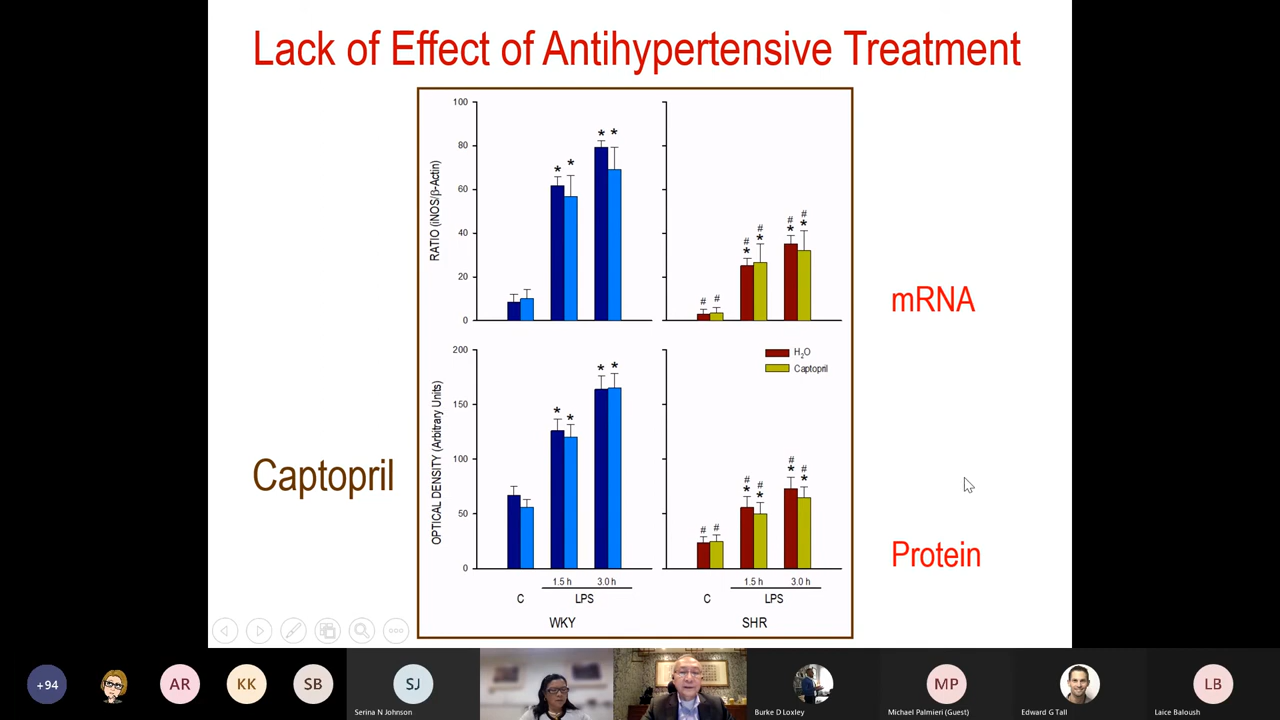 Lack of Effect of Antihypertensive Treatment
100
80
60
40
20
0
RATIO (iNOS/β-Actin)
* * * *
# # # * # * # * # *
mRNA
200
150
100
50
0
OPTICAL DENSITY (Arbitrary Units)
* * * *
# # # * # * # * # *
H2O
Captopril
Captopril
Protein
1.5 h 3.0 h 1.5 h 3.0 h
C LPS C LPS
WKY SHR
+94
AR
KK
SB
SJ
MP
LB
Serina N Johnson
Burke D Loxley
Michael Palmieri (Guest)
Edward G Tall
Laice Baloush